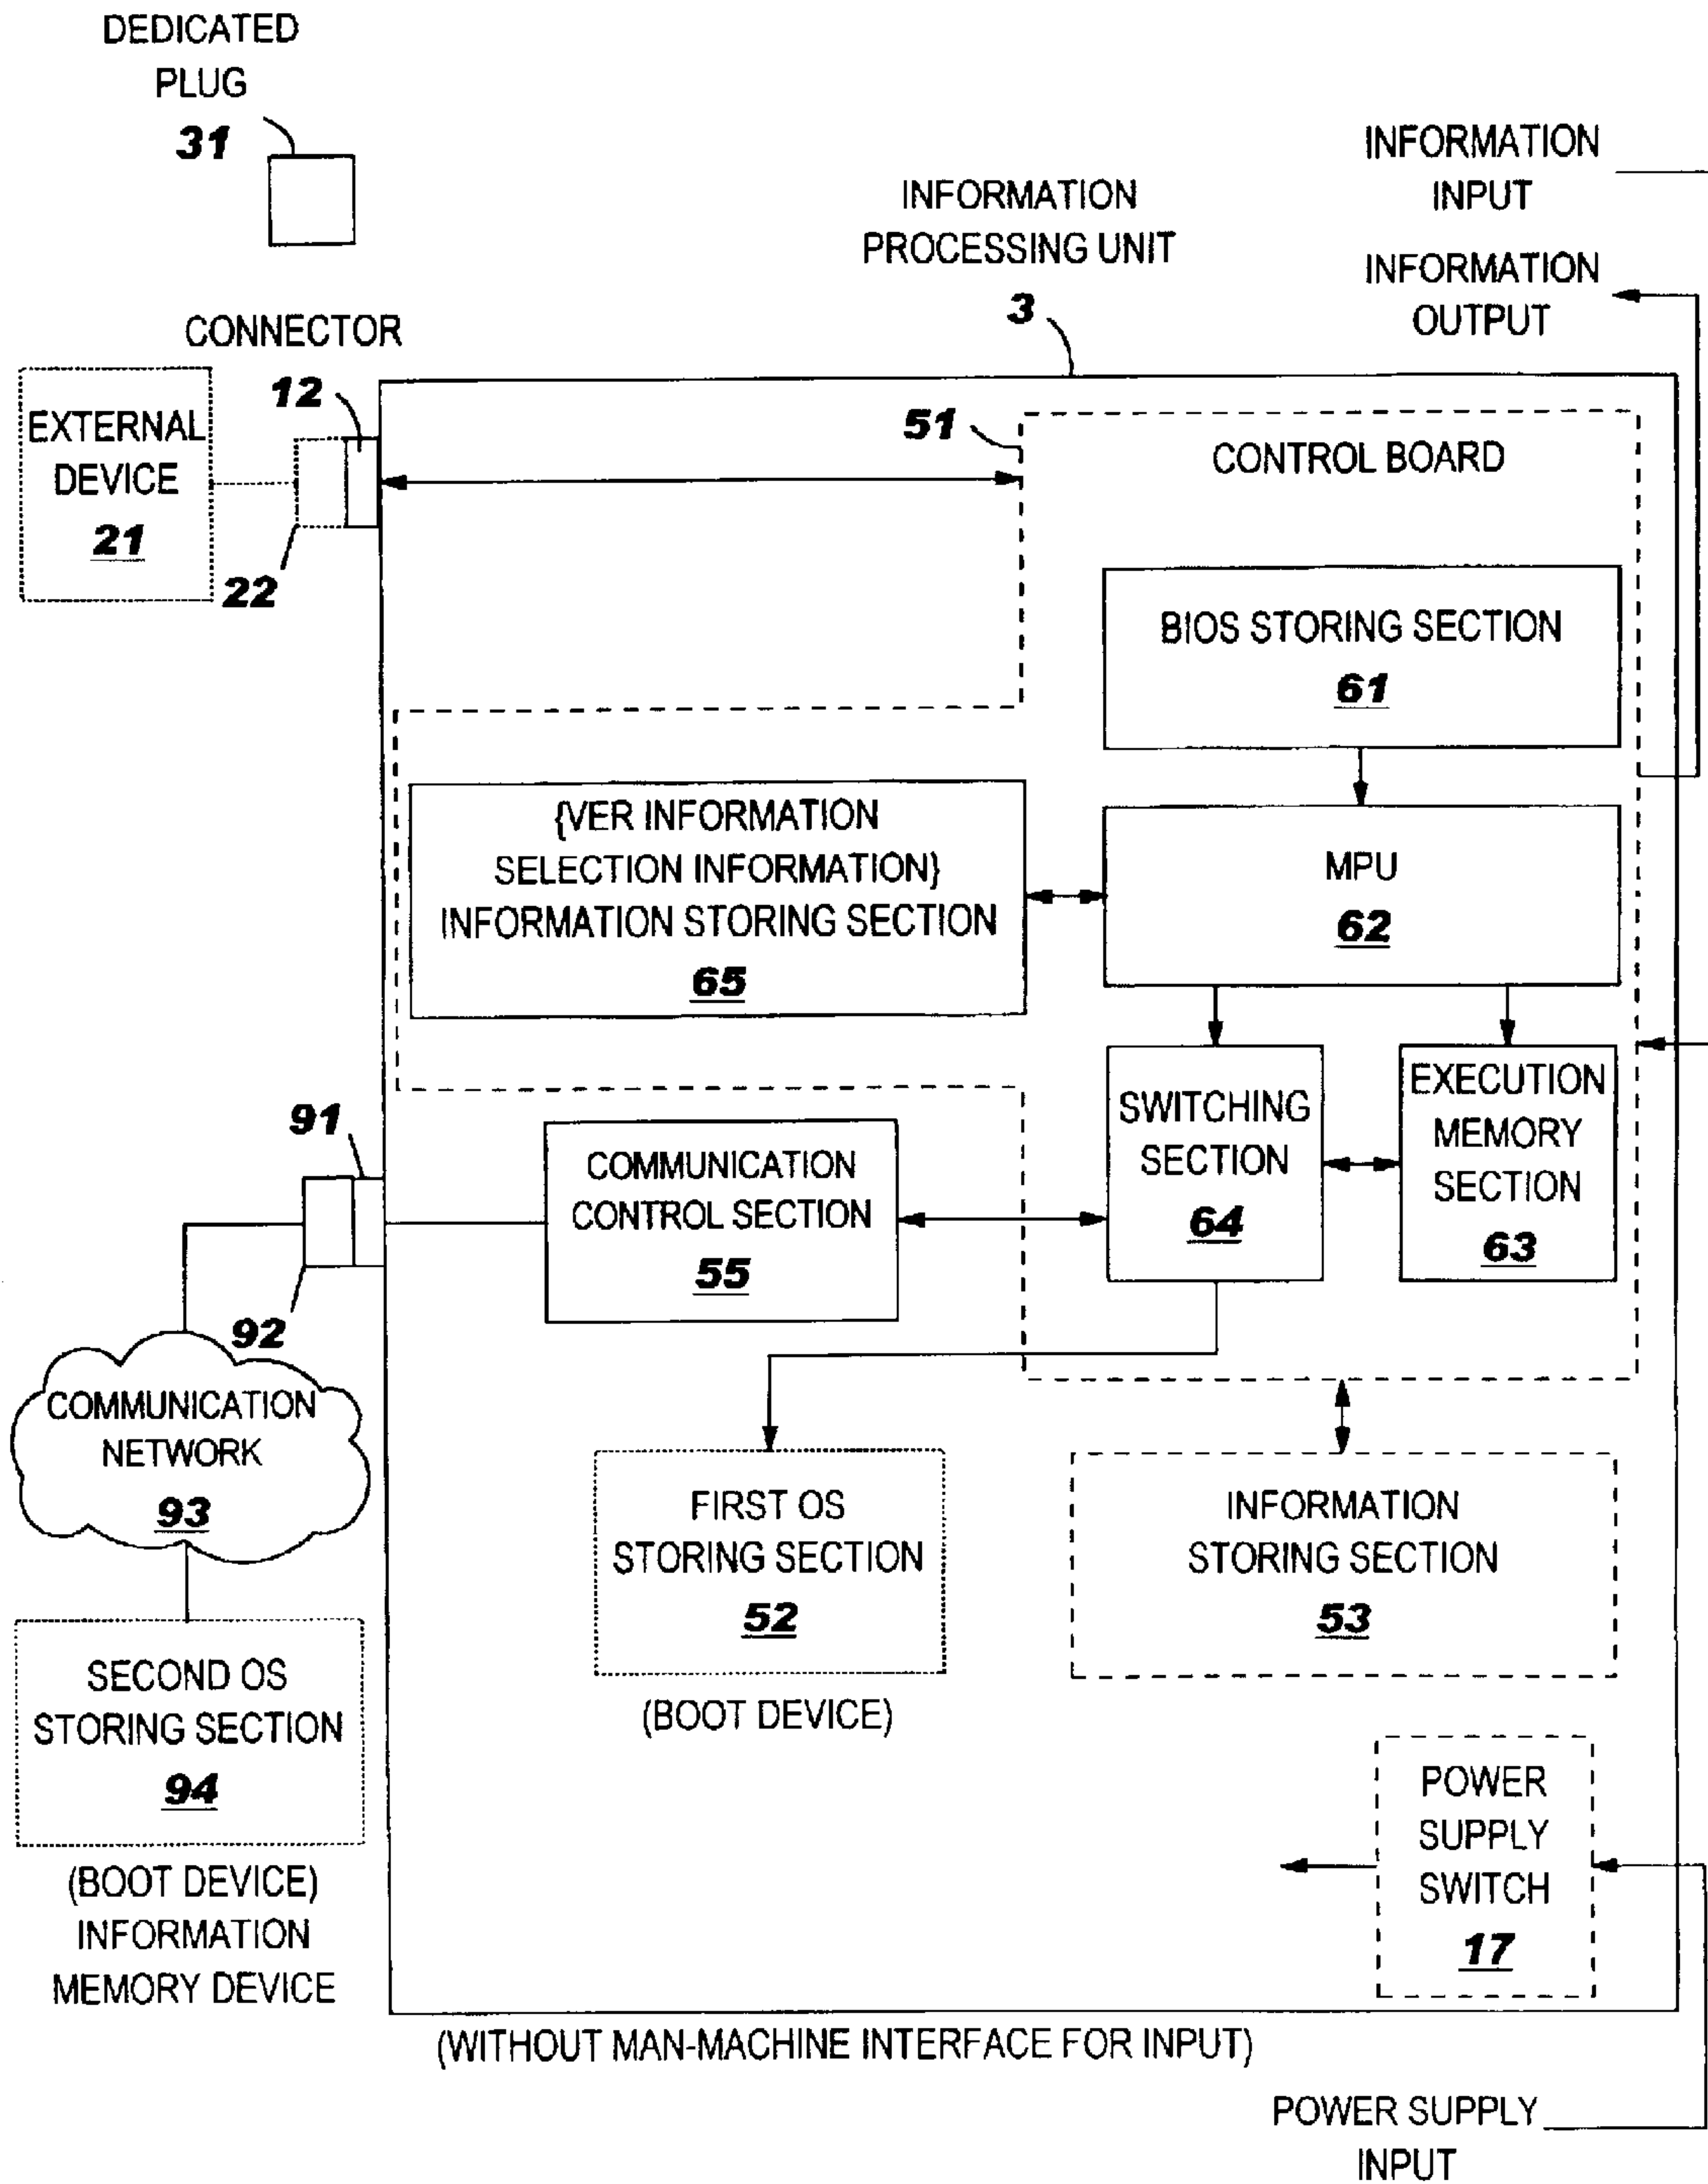 DEDICATED
PLUG
31
INFORMATION
INPUT
INFORMATION
PROCESSING UNIT
3
INFORMATION
OUTPUT
CONNECTOR
12
EXTERNAL
DEVICE
21
22
51
CONTROL BOARD
BIOS STORING SECTION
61
{VER INFORMATION
SELECTION INFORMATION}
INFORMATION STORING SECTION
65
MPU
62
SWITCHING
SECTION
64
EXECUTION
MEMORY
SECTION
63
91
COMMUNICATION
CONTROL SECTION
55
92
COMMUNICATION
NETWORK
93
FIRST OS
STORING SECTION
52
(BOOT DEVICE)
INFORMATION
STORING SECTION
53
SECOND OS
STORING SECTION
94
(BOOT DEVICE)
INFORMATION
MEMORY DEVICE
POWER
SUPPLY
SWITCH
17
(WITHOUT MAN-MACHINE INTERFACE FOR INPUT)
POWER SUPPLY
INPUT